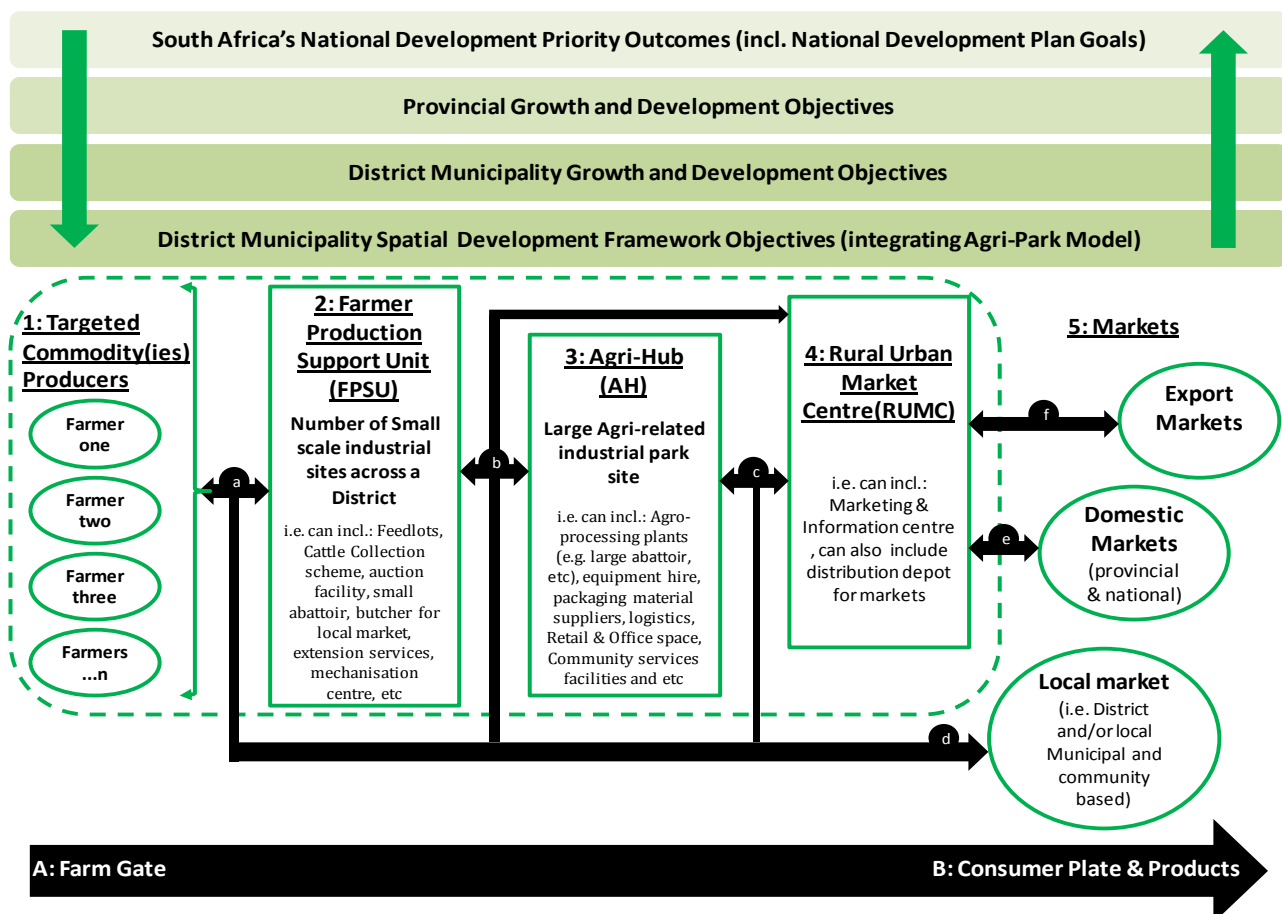 South Africa's National Development Priority Outcomes (incl. National Development Plan Goals)
Provincial Growth and Development Objectives
District Municipality Growth and Development Objectives
District Municipality Spatial Development Framework Objectives (integrating Agri-Park Model)
1: Targeted
Commodity(ies)
Producers
Farmer
one
Farmer
two
Farmer
three
Farmers
...n
a
2: Farmer
Production
Support Unit
(FPSU)
Number of Small
scale industrial
sites across a
District
i.e. can incl.: Feedlots,
Cattle Collection
scheme, auction
facility, small
abattoir, butcher for
local market,
extension services,
mechanisation
centre, etc
b
3: Agri-Hub
(AH)
Large Agri-related
industrial park
site
i.e. can incl.: Agro-
processing plants
(e.g. large abattoir,
etc), equipment hire,
packaging material
suppliers, logistics,
Retail & Office space,
Community services
facilities and etc
c
4: Rural Urban
Market
Centre(RUMC)
i.e. can incl.:
Marketing &
Information centre
, can also include
distribution depot
for markets
5: Markets
f
Export
Markets
e
Domestic
Markets
(provincial
& national)
d
Local market
(i.e. District
and/or local
Municipal and
community
based)
A: Farm Gate
B: Consumer Plate & Products